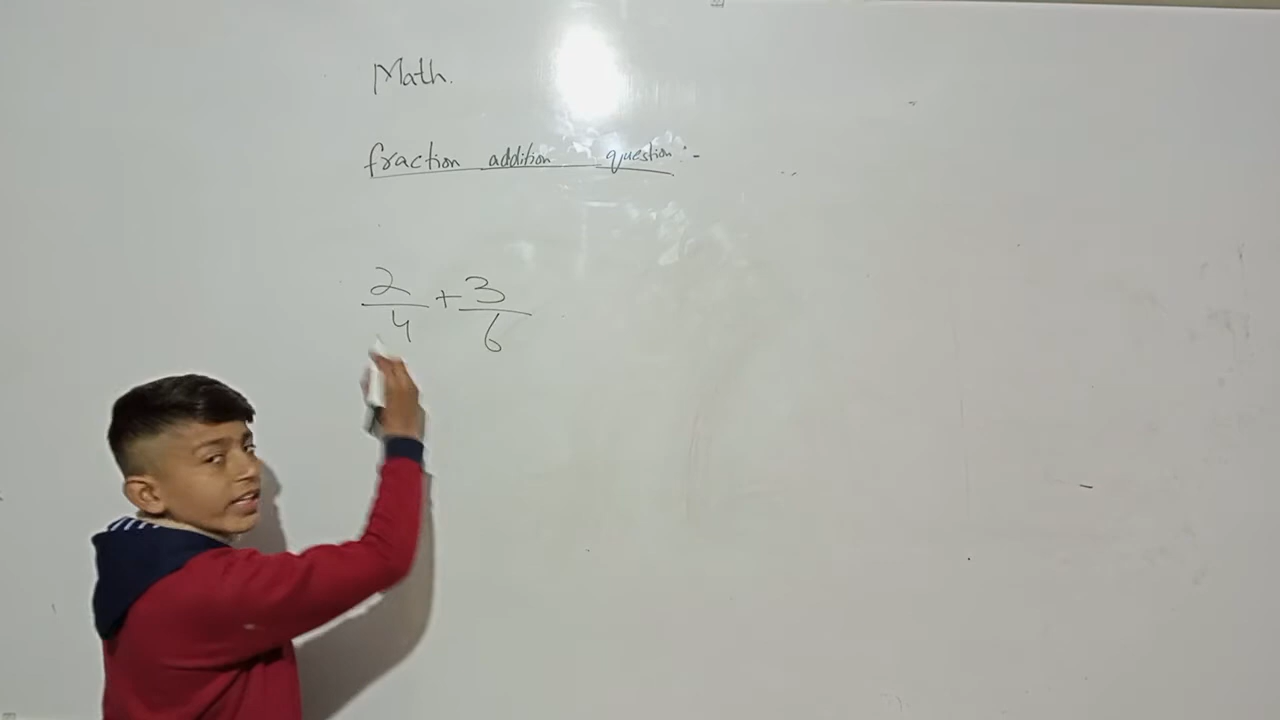 Math.
fraction addition question :-
2/4 + 3/6